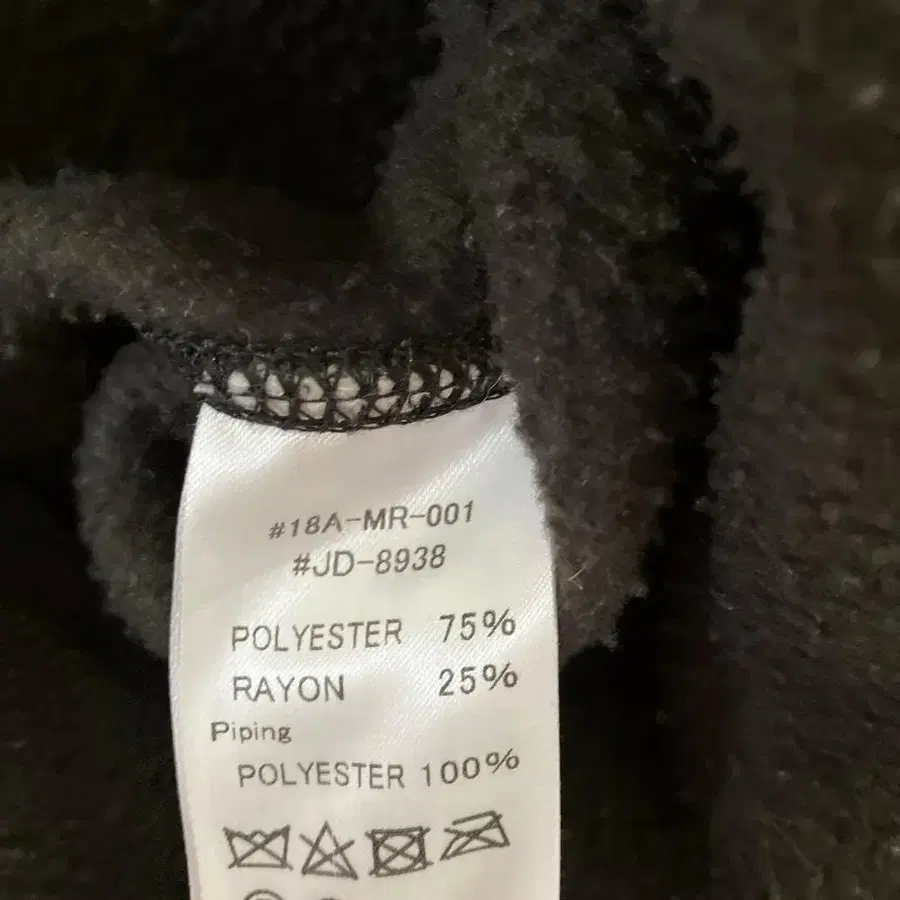 #18A-MR-001
#JD-8938
POLYESTER 75%
RAYON 25%
Piping
POLYESTER 100%